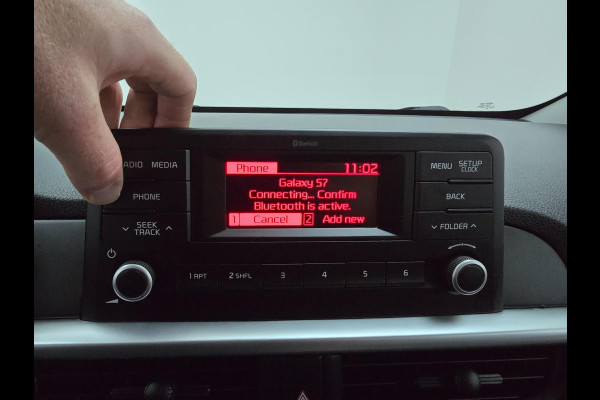 Bluetooth
RADIO MEDIA
Phone 11:02
MENU SETUP
CLOCK
Galaxy S7
PHONE
Connecting... Confirm
BACK
Bluetooth is active.
SEEK
TRACK
1 Cancel 2 Add new
FOLDER
1 RPT 2 SHFL 3 4 5 6